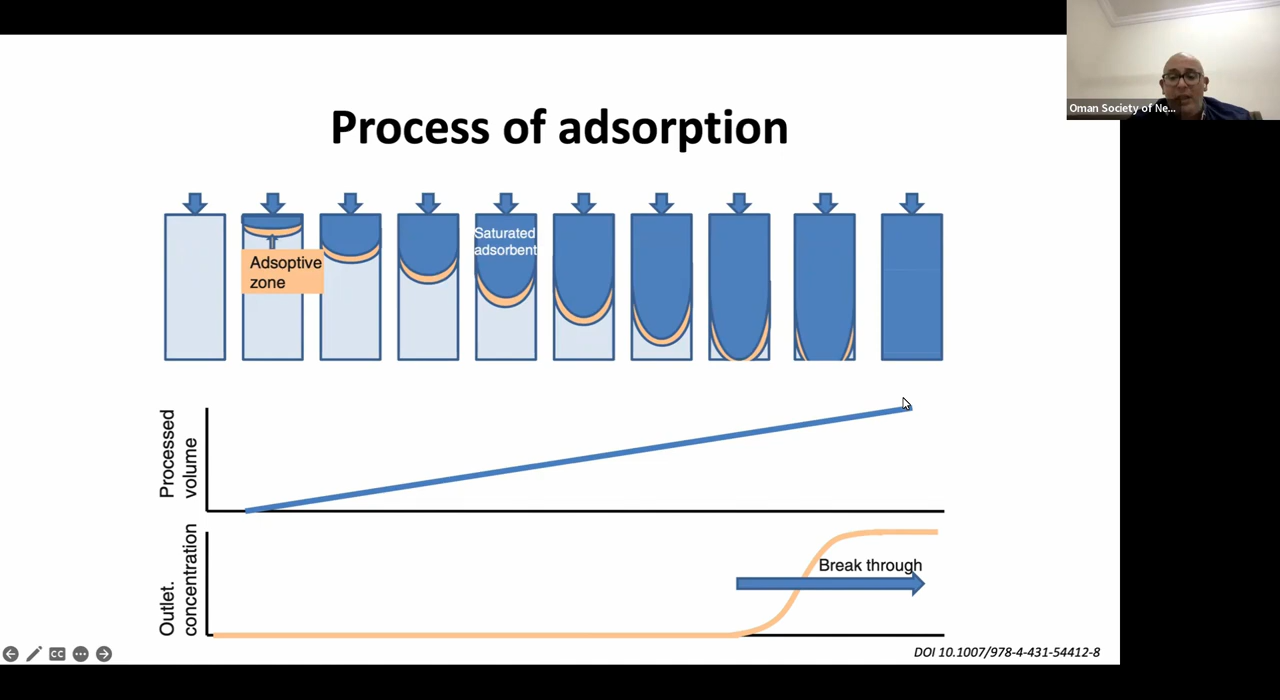 Oman Society of Ne...
Process of adsorption
Saturated
adsorbent
Adsoptive
zone
Processed
volume
Outlet.
concentration
Break through
CC
DOI 10.1007/978-4-431-54412-8